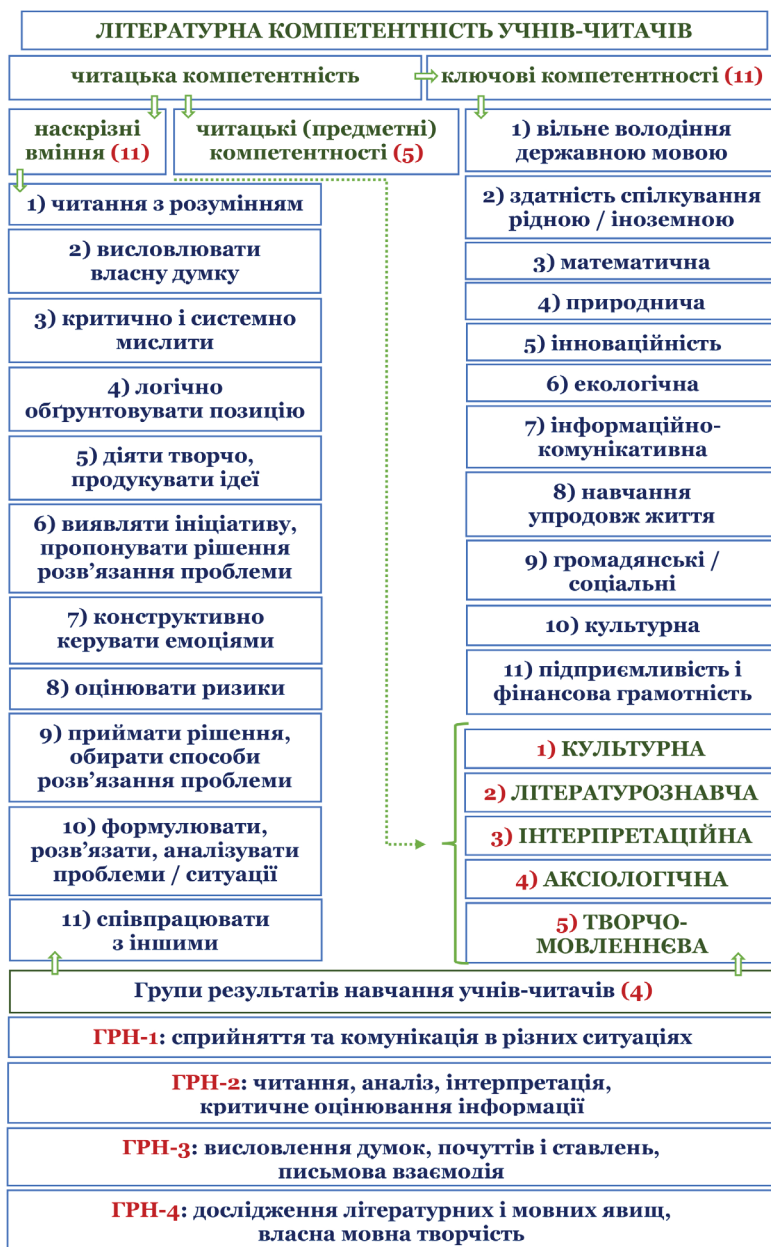 ЛІТЕРАТУРНА КОМПЕТЕНТНІСТЬ УЧНІВ-ЧИТАЧІВ
читацька компетентність
ключові компетентності (11)
наскрізні
вміння (11)
читацькі (предметні)
компетентності (5)
1) читання з розумінням
2) висловлювати
власну думку
3) критично і системно
мислити
4) логічно
обґрунтовувати позицію
5) діяти творчо,
продукувати ідеї
6) виявляти ініціативу,
пропонувати рішення
розв’язання проблеми
7) конструктивно
керувати емоціями
8) оцінювати ризики
9) приймати рішення,
обирати способи
розв’язання проблеми
10) формулювати,
розв’язати, аналізувати
проблеми / ситуації
11) співпрацювати
з іншими
1) вільне володіння
державною мовою
2) здатність спілкування
рідною / іноземною
3) математична
4) природнича
5) інноваційність
6) екологічна
7) інформаційно-
комунікативна
8) навчання
упродовж життя
9) громадянські /
соціальні
10) культурна
11) підприємливість і
фінансова грамотність
1) КУЛЬТУРНА
2) ЛІТЕРАТУРОЗНАВЧА
3) ІНТЕРПРЕТАЦІЙНА
4) АКСІОЛОГІЧНА
5) ТВОРЧО-
МОВЛЕННЄВА
Групи результатів навчання учнів-читачів (4)
ГРН-1: сприйняття та комунікація в різних ситуаціях
ГРН-2: читання, аналіз, інтерпретація,
критичне оцінювання інформації
ГРН-3: висловлення думок, почуттів і ставлень,
письмова взаємодія
ГРН-4: дослідження літературних і мовних явищ,
власна мовна творчість